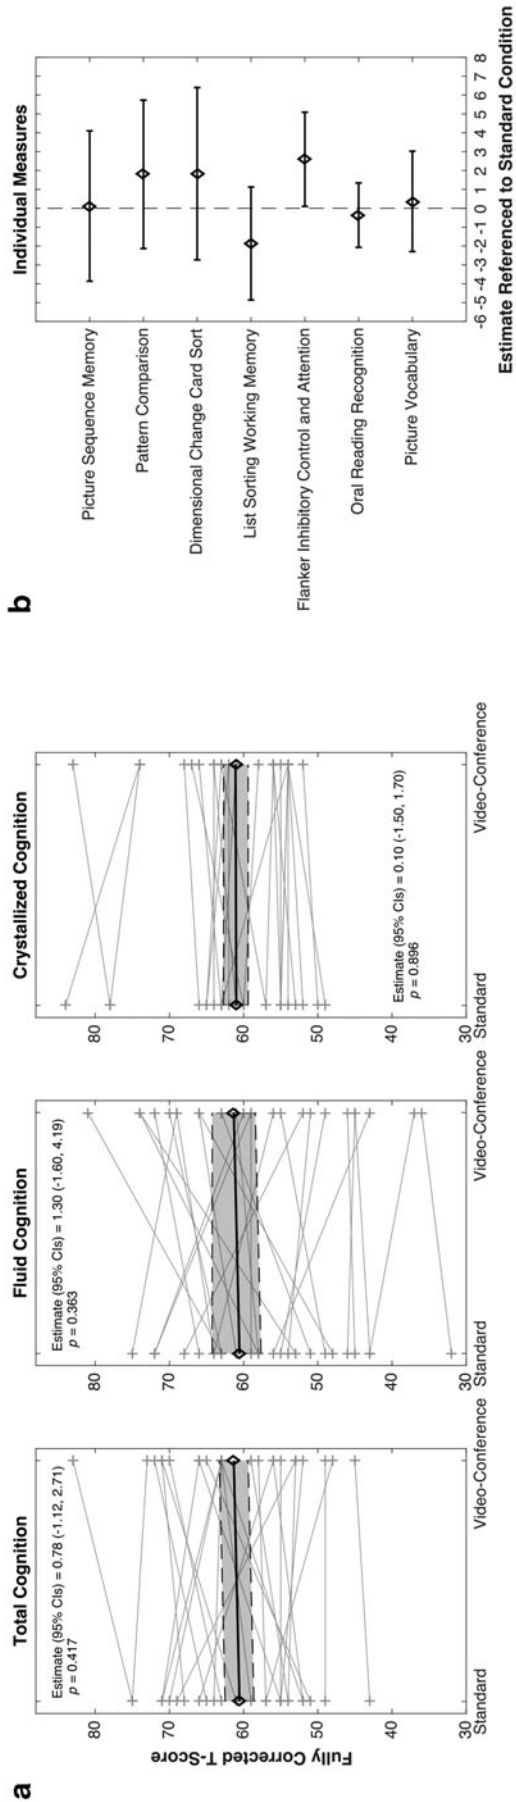 a
Total Cognition
Fully Corrected T-Score
80
70
60
50
40
30
Estimate (95% CIs) = 0.78 (-1.12, 2.71)
p = 0.417
Standard
Video-Conference
Fluid Cognition
80
70
60
50
40
30
Estimate (95% CIs) = 1.30 (-1.60, 4.19)
p = 0.363
Standard
Video-Conference
Crystallized Cognition
80
70
60
50
40
30
Estimate (95% CIs) = 0.10 (-1.50, 1.70)
p = 0.896
Standard
Video-Conference
b
Individual Measures
Picture Sequence Memory
Pattern Comparison
Dimensional Change Card Sort
List Sorting Working Memory
Flanker Inhibitory Control and Attention
Oral Reading Recognition
Picture Vocabulary
-6 -5 -4 -3 -2 -1 0 1 2 3 4 5 6 7 8
Estimate Referenced to Standard Condition